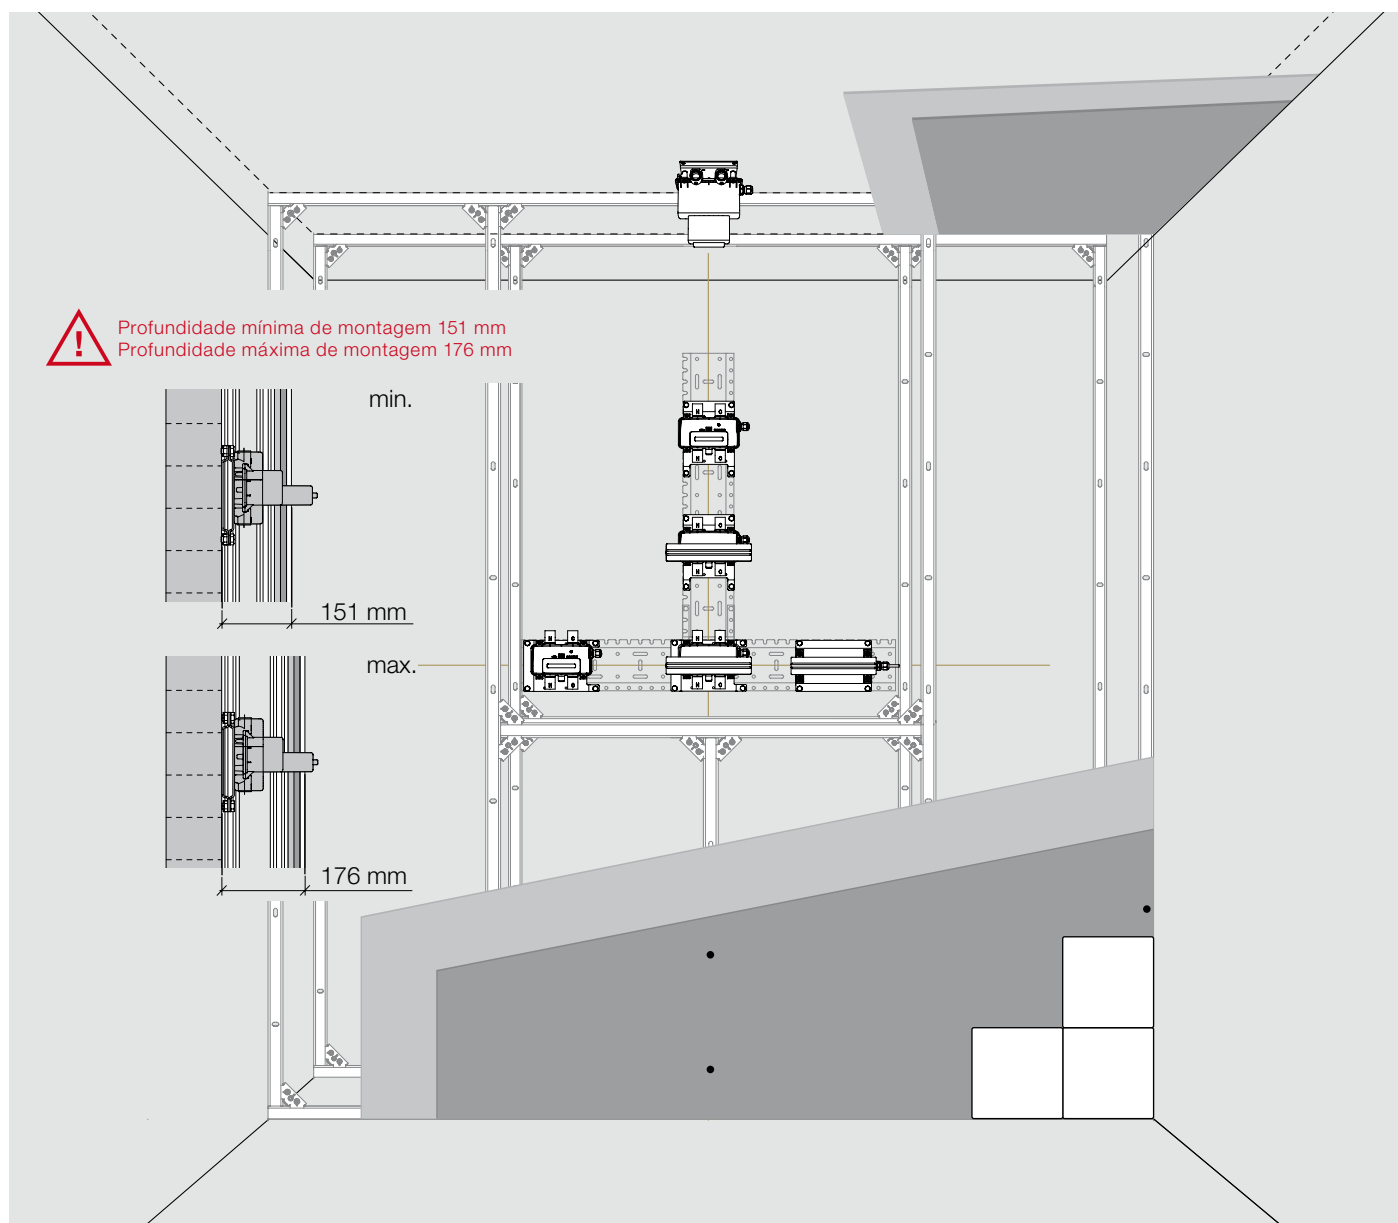 Profundidade mínima de montagem 151 mm
Profundidade máxima de montagem 176 mm
min.
151 mm
max.
176 mm